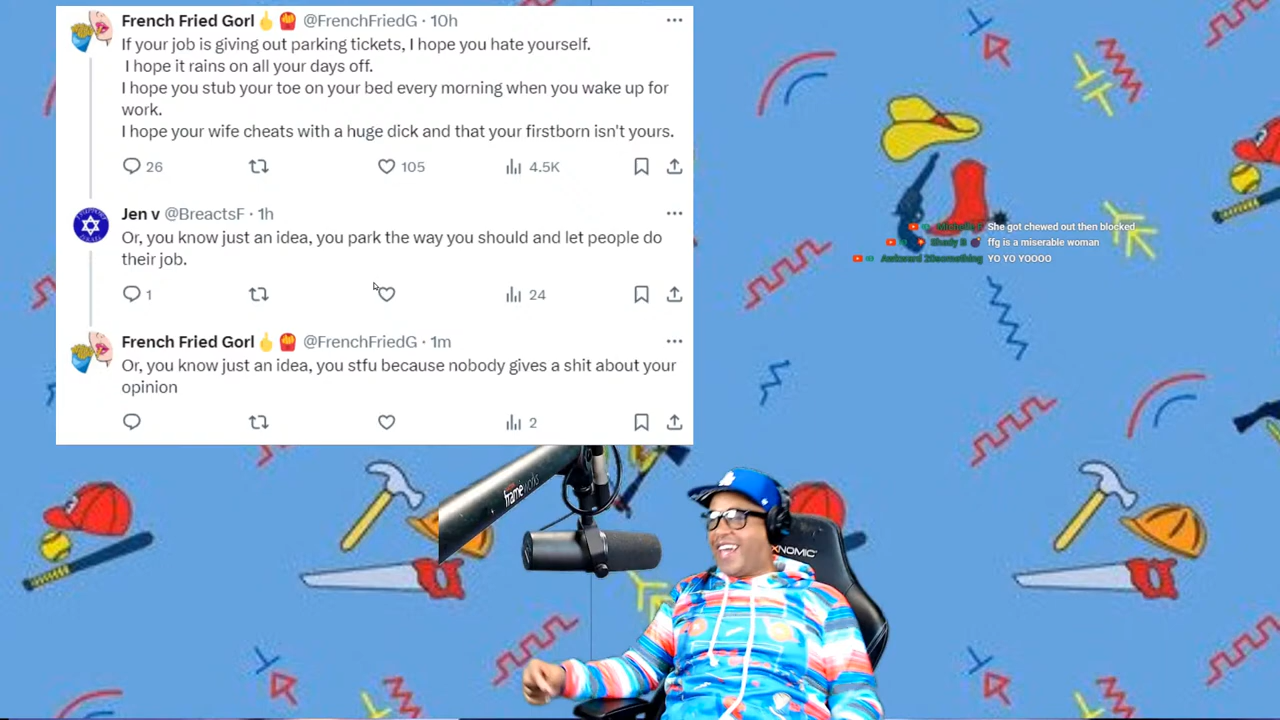 French Fried Gorl @FrenchFriedG · 10h
If your job is giving out parking tickets, I hope you hate yourself.
I hope it rains on all your days off.
I hope you stub your toe on your bed every morning when you wake up for
work.
I hope your wife cheats with a huge dick and that your firstborn isn't yours.
26 105 4.5K
Jen v @BreactsF · 1h
Or, you know just an idea, you park the way you should and let people do
their job.
1 24
French Fried Gorl @FrenchFriedG · 1m
Or, you know just an idea, you stfu because nobody gives a shit about your
opinion
2
She got chewed out then blocked
Shady B ffg is a miserable woman
Awkward 20something YO YO YOOOO
frameworks
XNOMIC